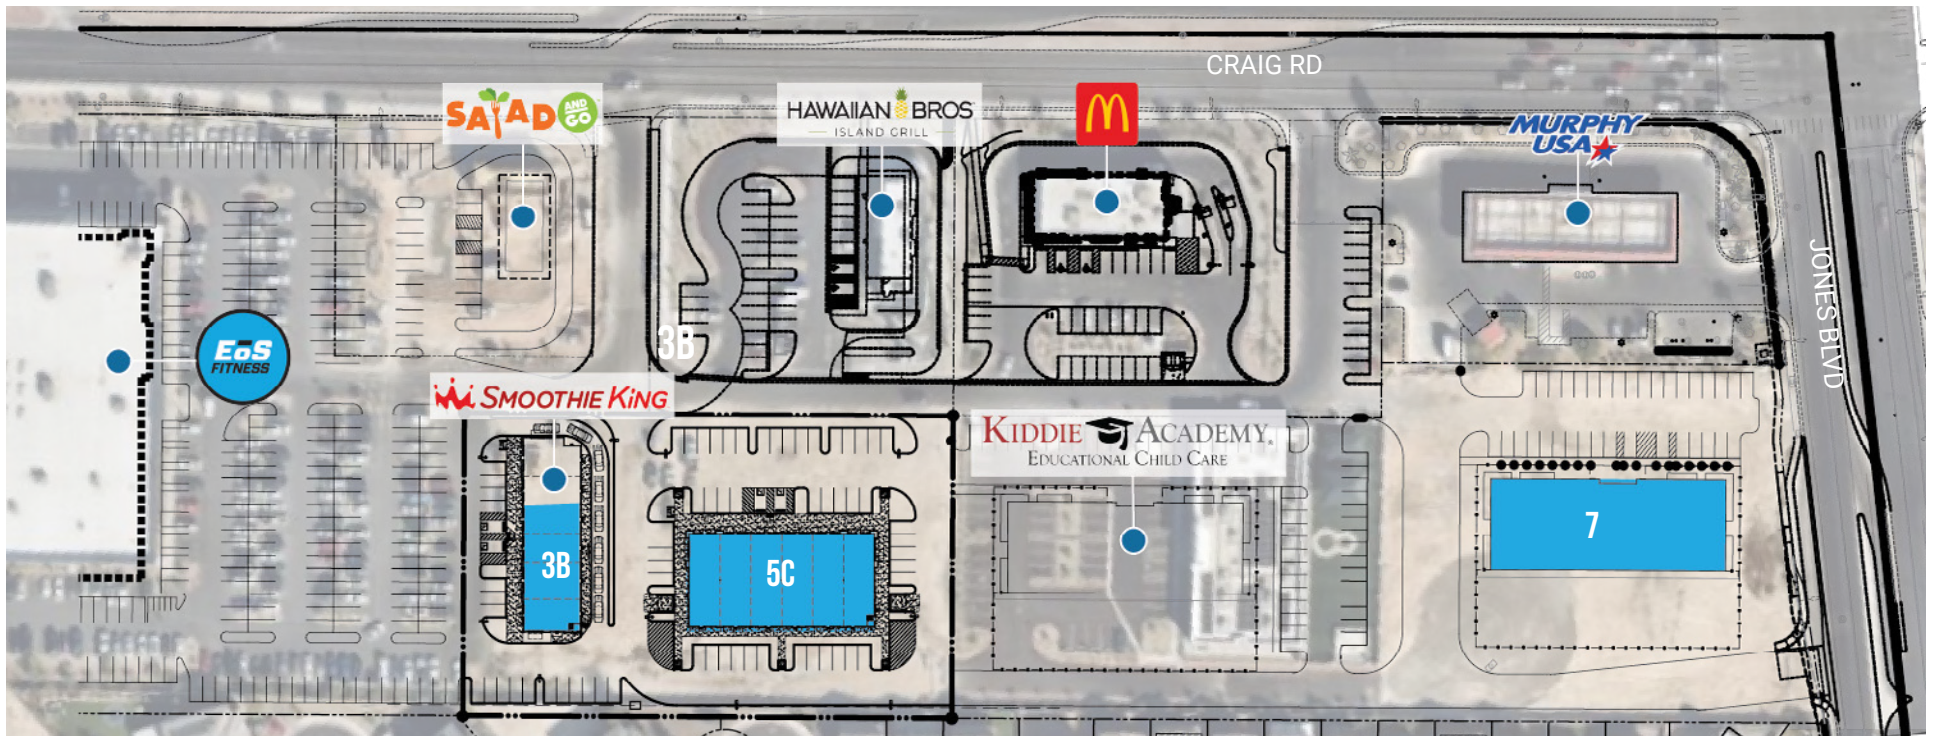 CRAIG RD
SALAD AND GO
HAWAIIAN BROS
ISLAND GRILL
MURPHY
USA
JONES BLVD
3B
EōS
FITNESS
SMOOTHIE KING
KIDDIE ACADEMY.
EDUCATIONAL CHILD CARE
3B
5C
7